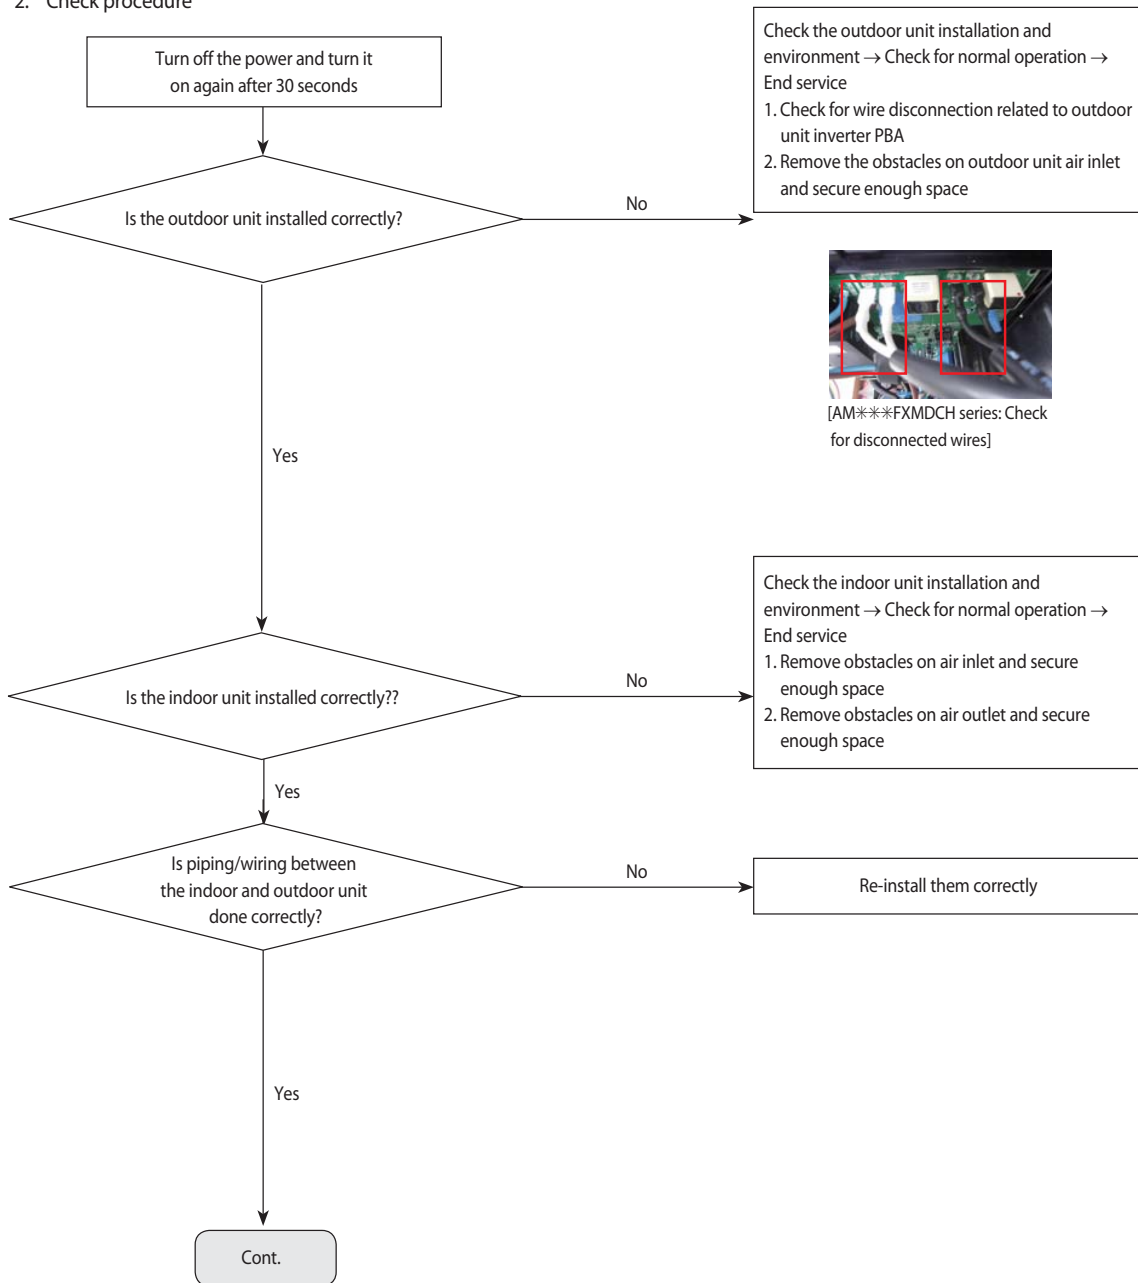 2. Check procedure
Turn off the power and turn it
on again after 30 seconds
Check the outdoor unit installation and
environment → Check for normal operation →
End service
1. Check for wire disconnection related to outdoor
unit inverter PBA
2. Remove the obstacles on outdoor unit air inlet
and secure enough space
Is the outdoor unit installed correctly?
No
[AM✳✳✳FXMDCH series: Check
for disconnected wires]
Yes
Check the indoor unit installation and
environment → Check for normal operation →
End service
1. Remove obstacles on air inlet and secure
enough space
2. Remove obstacles on air outlet and secure
enough space
Is the indoor unit installed correctly??
No
Yes
Is piping/wiring between
the indoor and outdoor unit
done correctly?
No
Re-install them correctly
Yes
Cont.